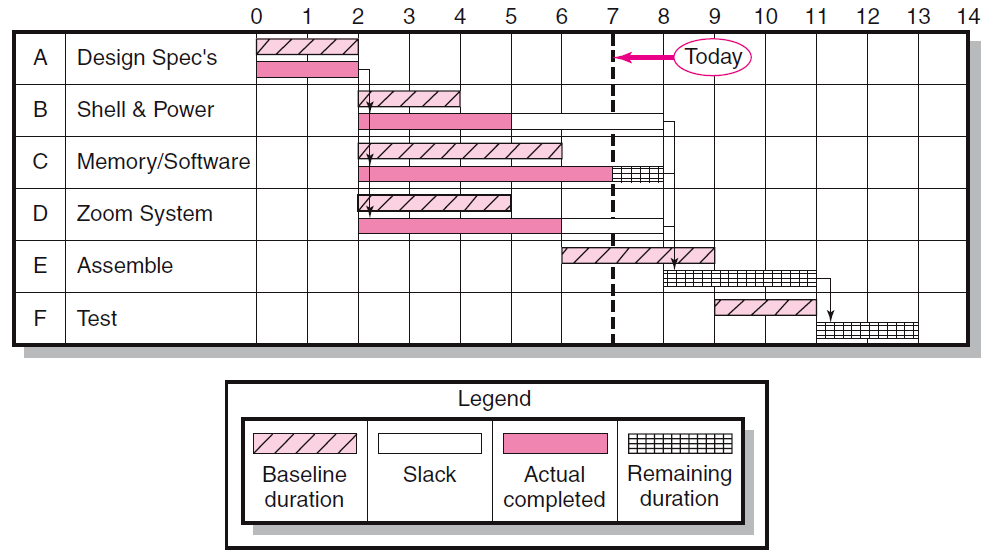 0 1 2 3 4 5 6 7 8 9 10 11 12 13 14
A Design Spec's
Today
B Shell & Power
C Memory/Software
D Zoom System
E Assemble
F Test
Legend
Baseline duration
Slack
Actual completed
Remaining duration